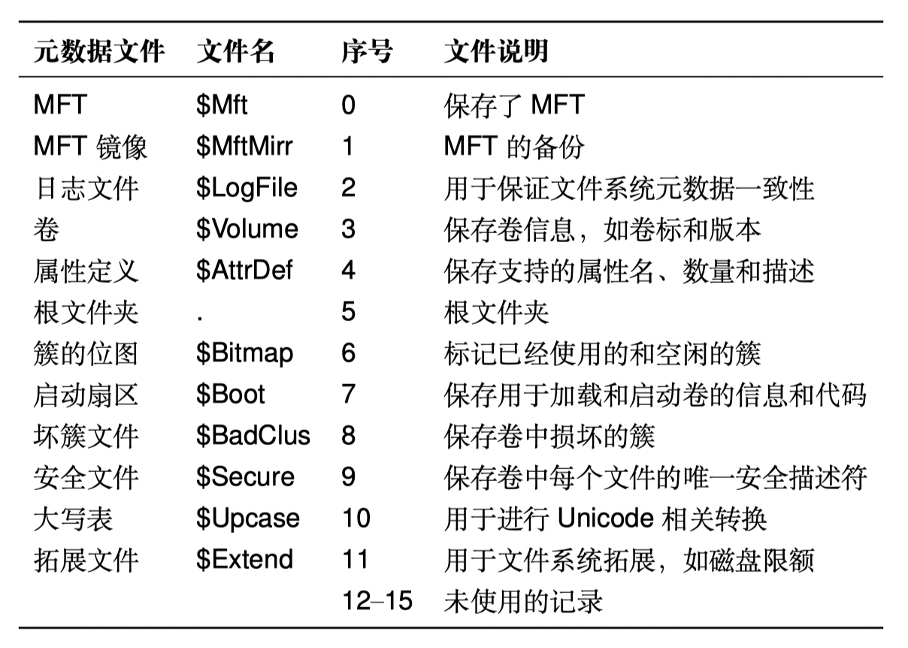 元数据文件 文件名 序号 文件说明
MFT $Mft 0 保存了 MFT
MFT 镜像 $MftMirr 1 MFT 的备份
日志文件 $LogFile 2 用于保证文件系统元数据一致性
卷 $Volume 3 保存卷信息，如卷标和版本
属性定义 $AttrDef 4 保存支持的属性名、数量和描述
根文件夹 . 5 根文件夹
簇的位图 $Bitmap 6 标记已经使用的和空闲的簇
启动扇区 $Boot 7 保存用于加载和启动卷的信息和代码
坏簇文件 $BadClus 8 保存卷中损坏的簇
安全文件 $Secure 9 保存卷中每个文件的唯一安全描述符
大写表 $Upcase 10 用于进行 Unicode 相关转换
拓展文件 $Extend 11 用于文件系统拓展，如磁盘限额
12–15 未使用的记录